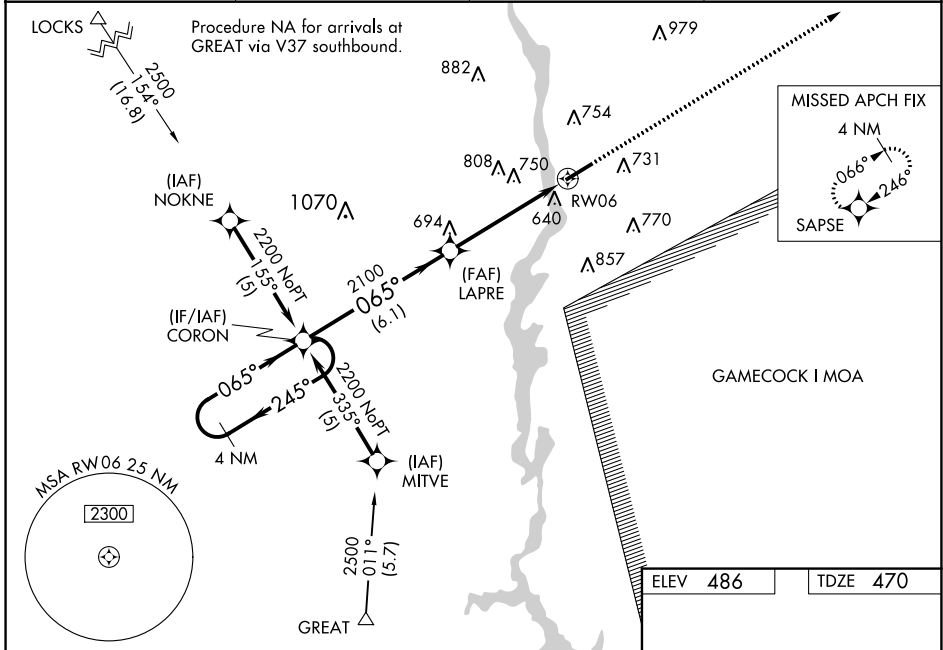 LOCKS
Procedure NA for arrivals at
GREAT via V37 southbound.
2500
154°
(16.8)
979
882
754
MISSED APCH FIX
4 NM
066°
246°
SAPSE
(IAF)
NOKNE
1070
808
750
731
RW06
640
694
770
857
2200 NoPT
155°
(5)
2100
065°
(6.1)
(FAF)
LAPRE
(IF/IAF)
CORON
065°
245°
4 NM
2200 NoPT
335°
(5)
GAMECOCK I MOA
(IAF)
MITVE
MSA RW06 25 NM
2300
2500
011°
(5.7)
GREAT
ELEV 486
TDZE 470